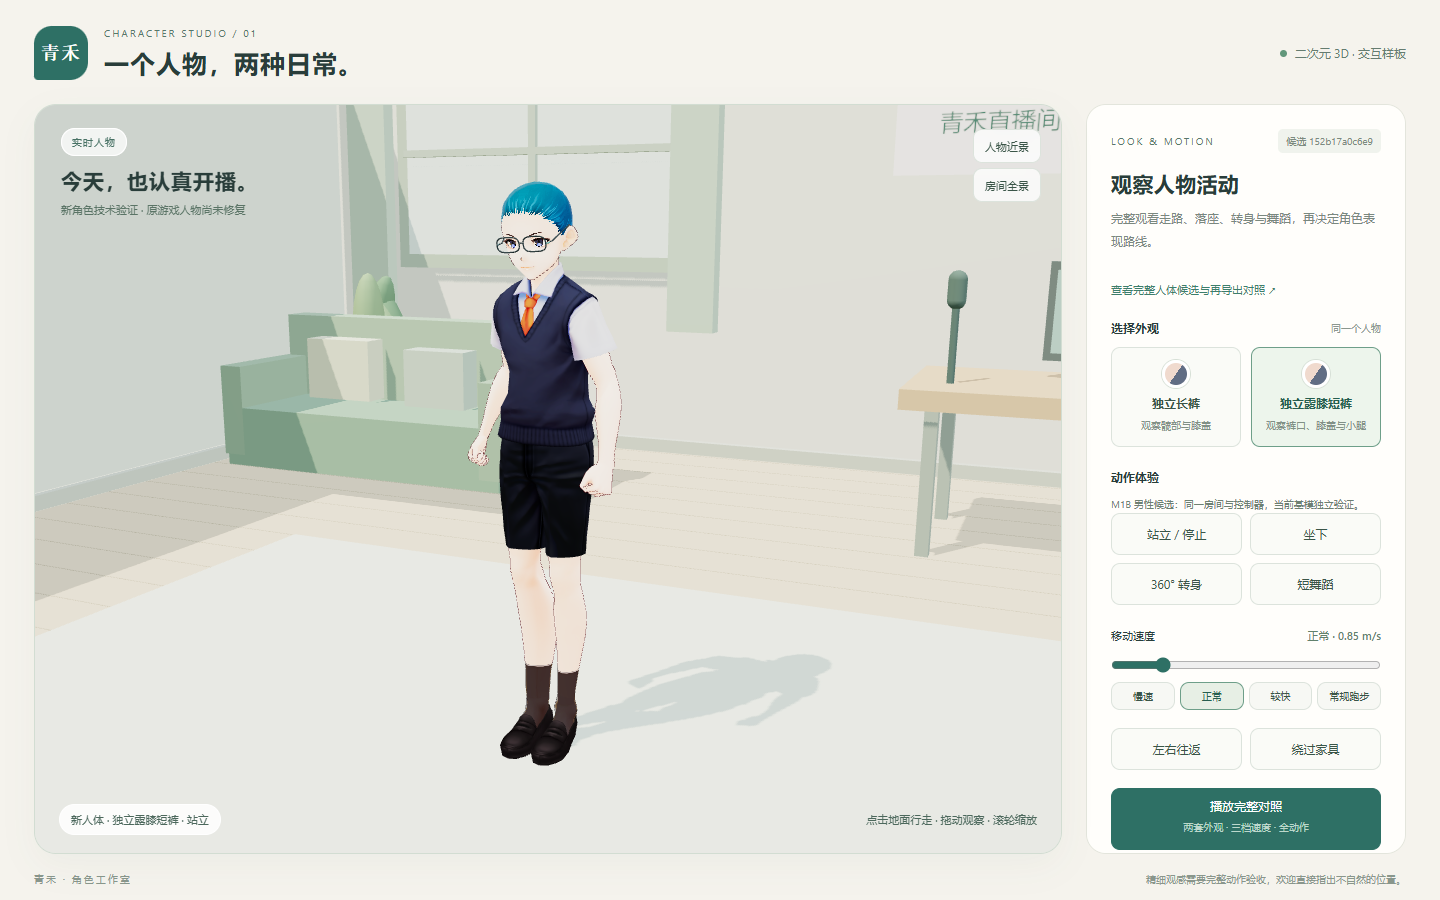 青禾
CHARACTER STUDIO / 01
一个人物，两种日常。
二次元 3D · 交互样板
实时人物
今天，也认真开播。
新角色技术验证 · 原游戏人物尚未修复
青禾直播间
人物近景
房间全景
新人体 · 独立露膝短裤 · 站立
点击地面行走 · 拖动观察 · 滚轮缩放
LOOK & MOTION
候选 152b17a0c6e9
观察人物活动
完整观看走路、落座、转身与舞蹈，再决定角色表
现路线。
查看完整人体候选与再导出对照 ↗
选择外观
同一个人物
独立长裤
观察髋部与膝盖
独立露膝短裤
观察裤口、膝盖与小腿
动作体验
M1B 男性候选：同一房间与控制器，当前基模独立验证。
站立 / 停止
坐下
360° 转身
短舞蹈
移动速度
正常 · 0.85 m/s
慢速
正常
较快
常规跑步
左右往返
绕过家具
播放完整对照
两套外观 · 三档速度 · 全动作
青禾 · 角色工作室
精细观感需要完整动作验收，欢迎直接指出不自然的位置。